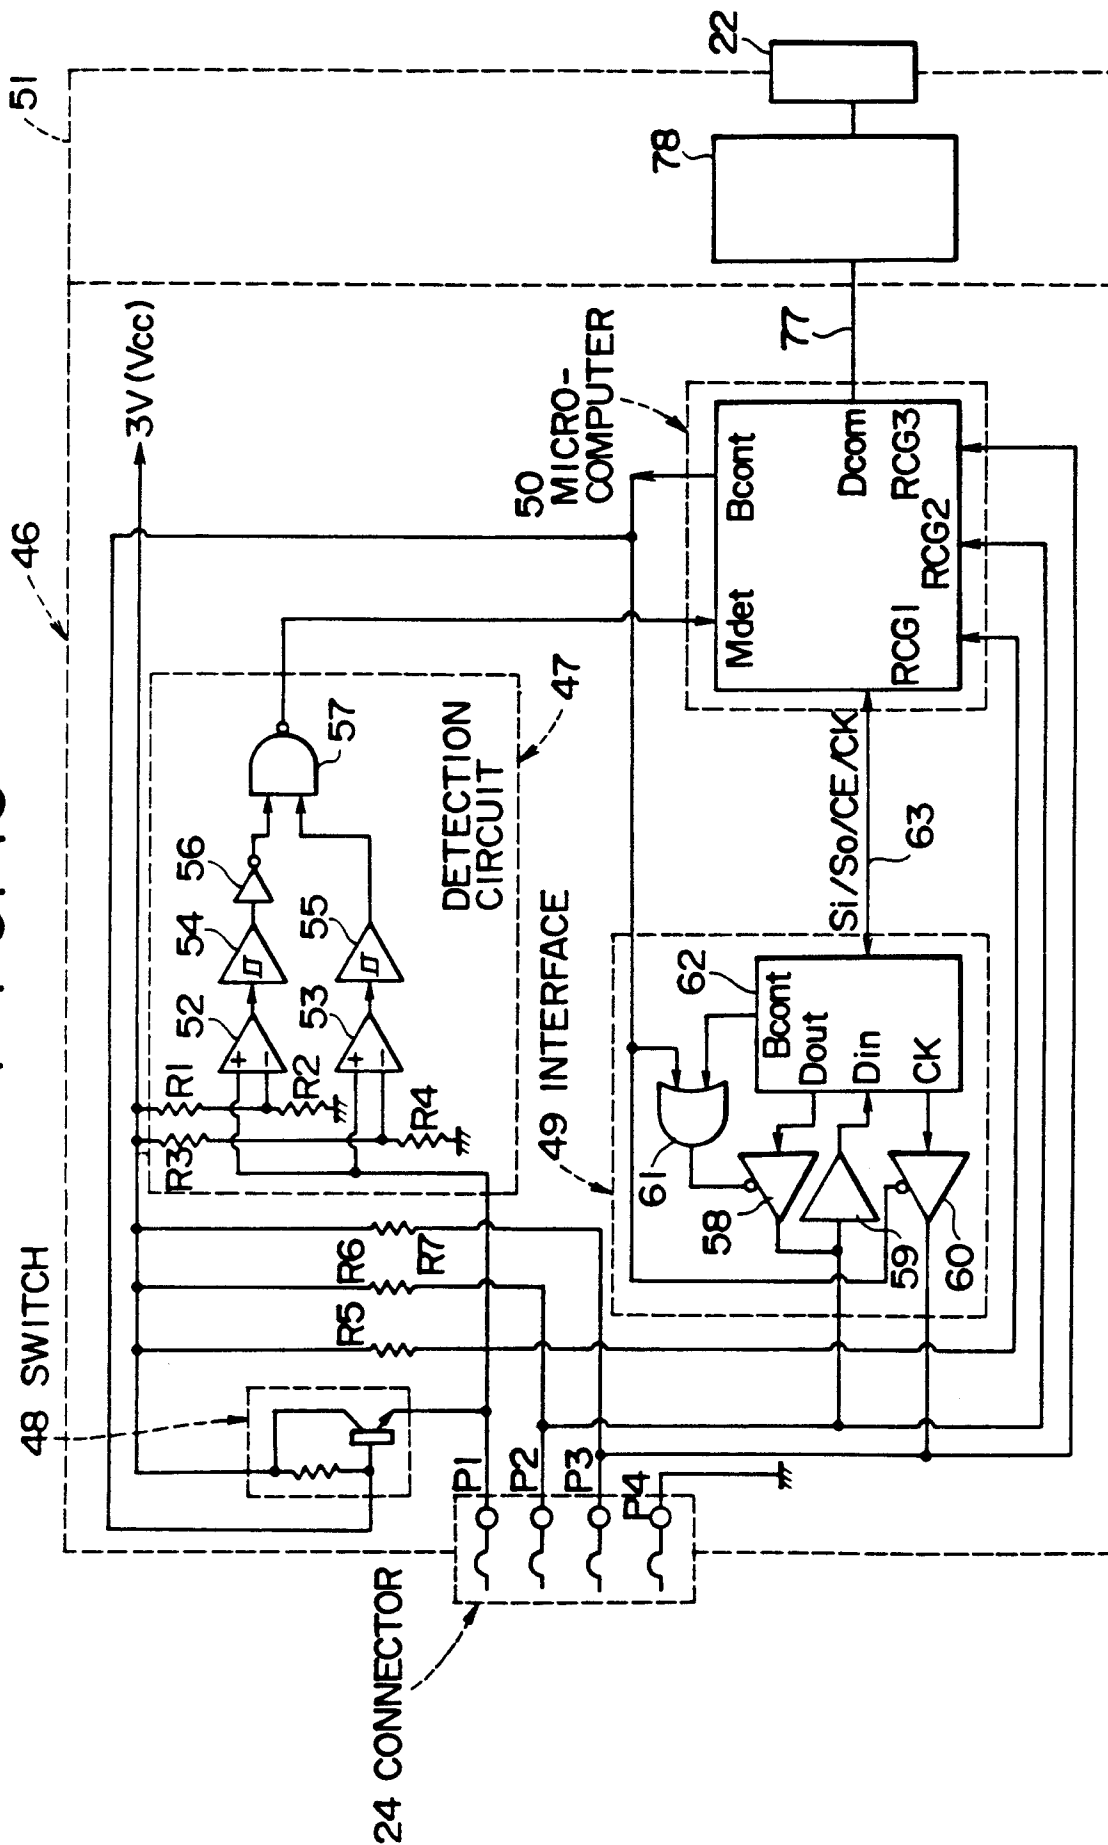 51
46
3V (Vcc)
22
78
77
50 MICRO-
COMPUTER
Bcont
Mdet
Dcom
RCG1
RCG2
RCG3
47
DETECTION
CIRCUIT
57
56
54
55
52
53
R1
R2
R3
R4
48 SWITCH
R5
R6
R7
49 INTERFACE
61
62
Bcont
Dout
Din
CK
58
59
60
Si/So/CE/CK
63
P1
P2
P3
P4
24 CONNECTOR